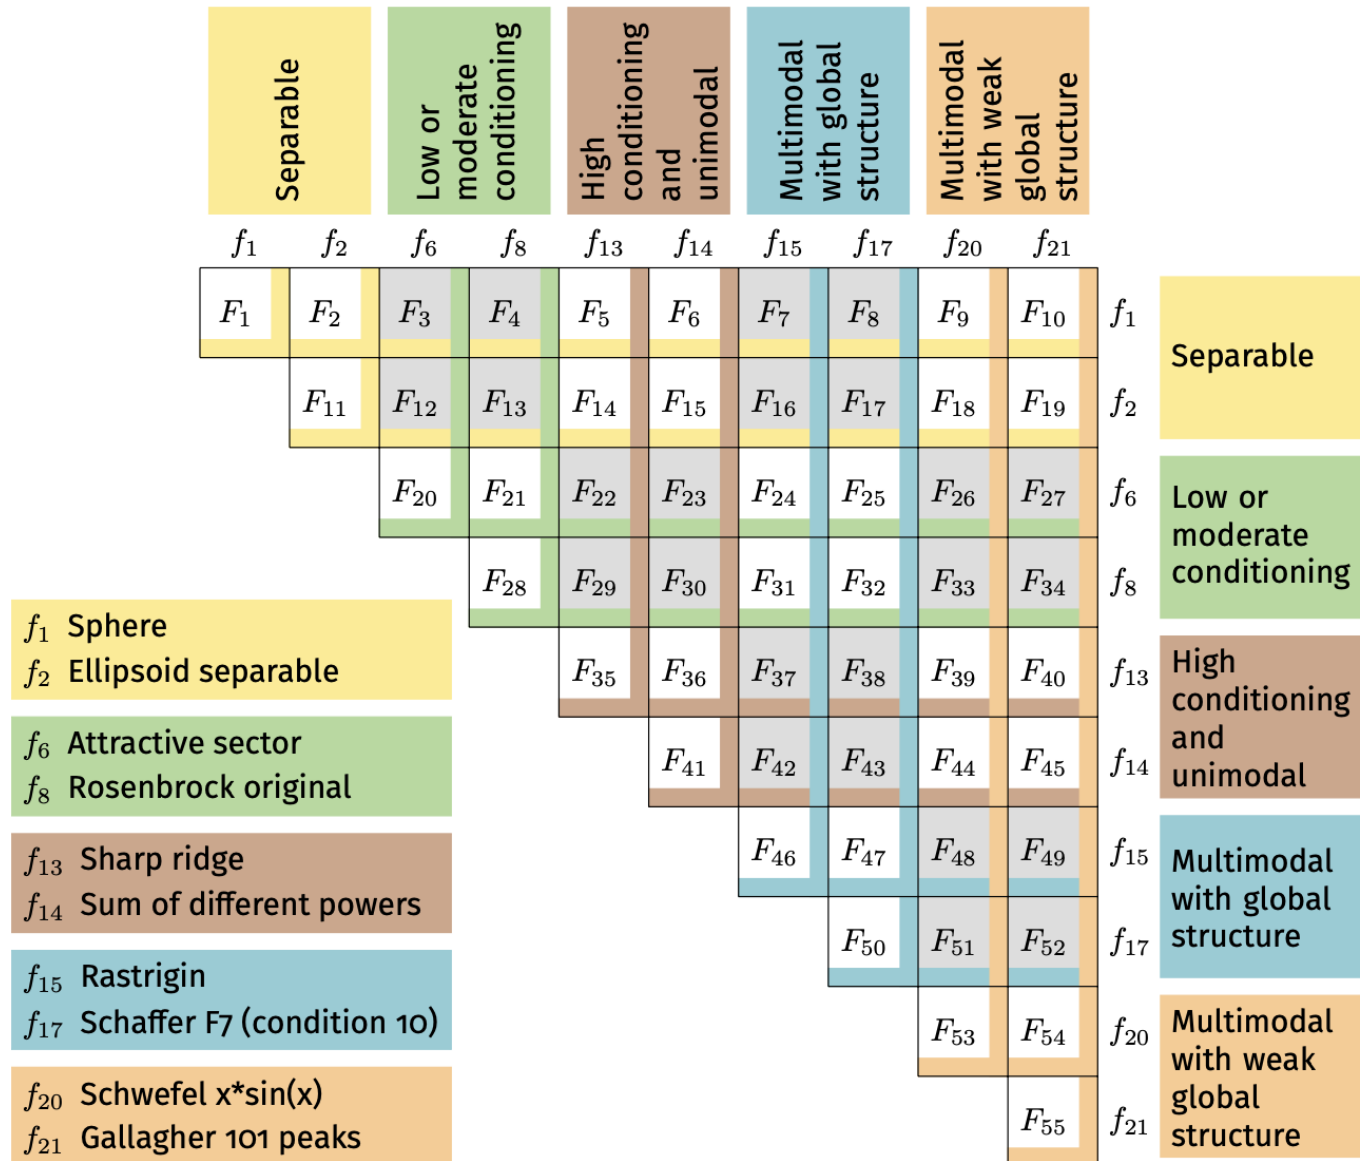 Separable
Low or
moderate
conditioning
High
conditioning
and
unimodal
Multimodal
with global
structure
Multimodal
with weak
global
structure
f1 f2 f6 f8 f13 f14 f15 f17 f20 f21
F1 F2 F3 F4 F5 F6 F7 F8 F9 F10 f1
F11 F12 F13 F14 F15 F16 F17 F18 F19 f2
Separable
F20 F21 F22 F23 F24 F25 F26 F27 f6
F28 F29 F30 F31 F32 F33 F34 f8
Low or
moderate
conditioning
F35 F36 F37 F38 F39 F40 f13
F41 F42 F43 F44 F45 f14
High
conditioning
and
unimodal
F46 F47 F48 F49 f15
F50 F51 F52 f17
Multimodal
with global
structure
F53 F54 f20
F55 f21
Multimodal
with weak
global
structure
f1 Sphere
f2 Ellipsoid separable
f6 Attractive sector
f8 Rosenbrock original
f13 Sharp ridge
f14 Sum of different powers
f15 Rastrigin
f17 Schaffer F7 (condition 10)
f20 Schwefel x*sin(x)
f21 Gallagher 101 peaks